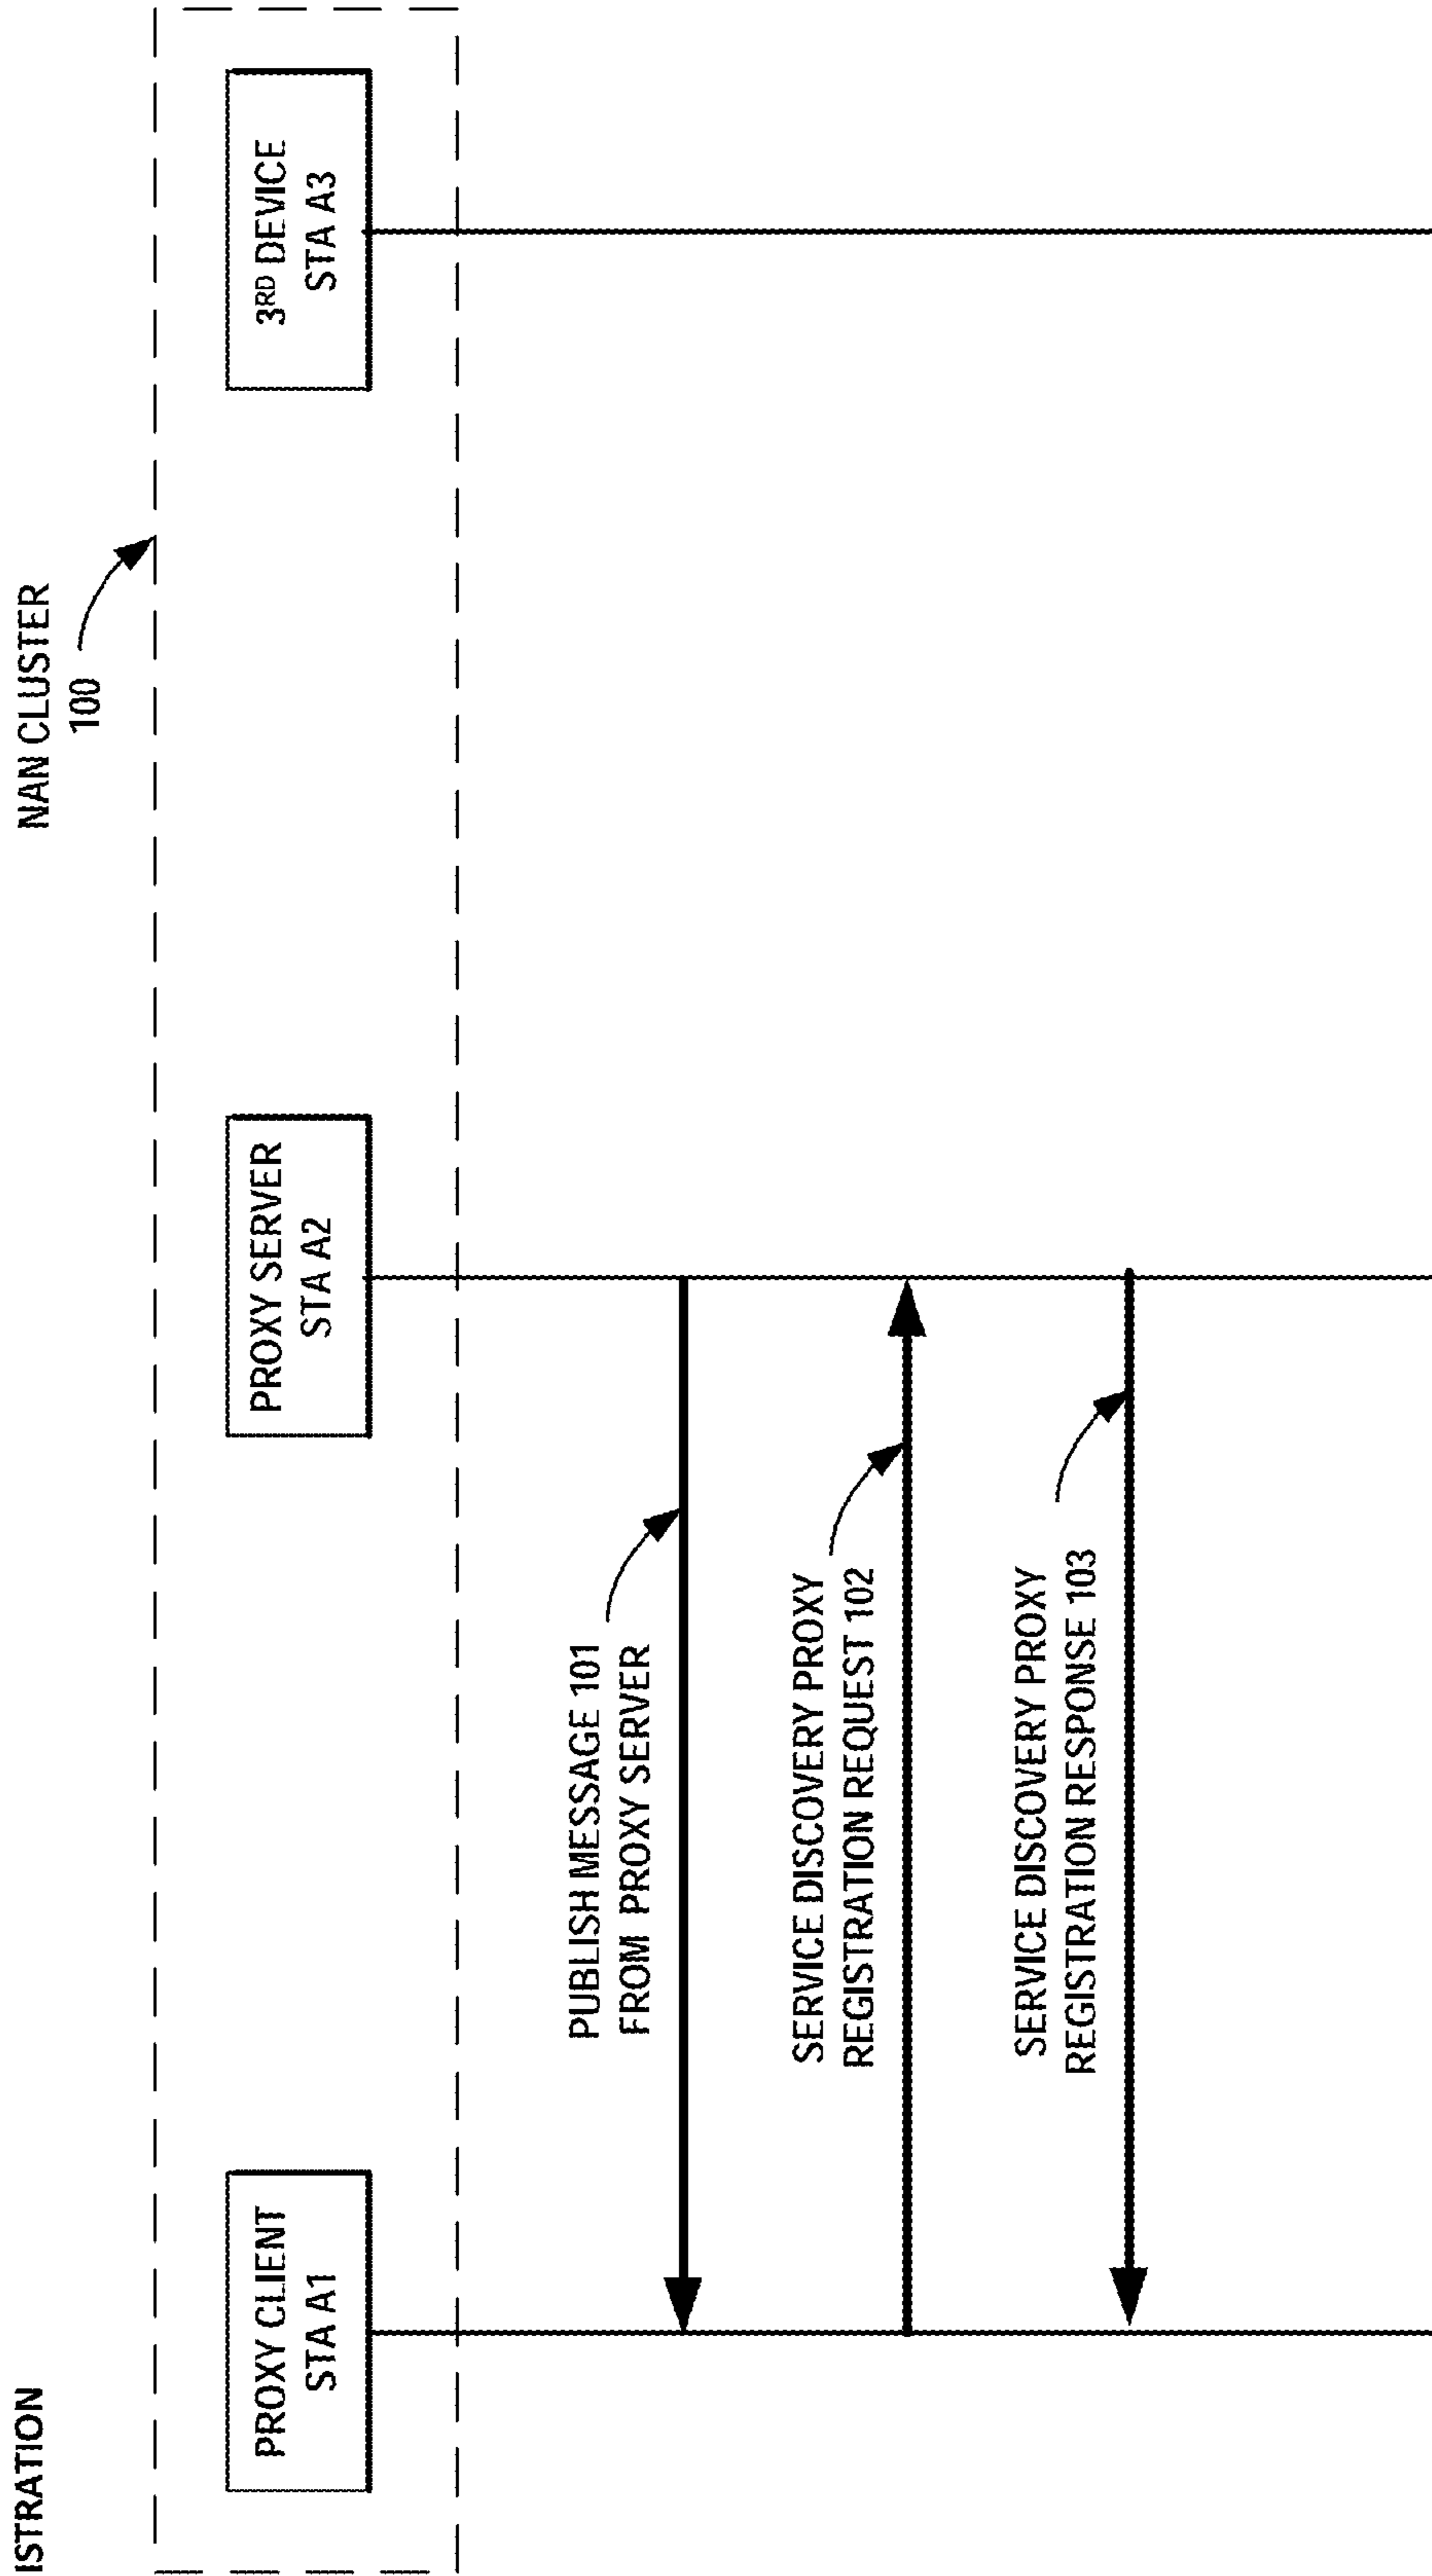 ISTRATION
NAN CLUSTER
100
PROXY CLIENT
STA A1
PROXY SERVER
STA A2
3RD DEVICE
STA A3
PUBLISH MESSAGE 101
FROM PROXY SERVER
SERVICE DISCOVERY PROXY
REGISTRATION REQUEST 102
SERVICE DISCOVERY PROXY
REGISTRATION RESPONSE 103